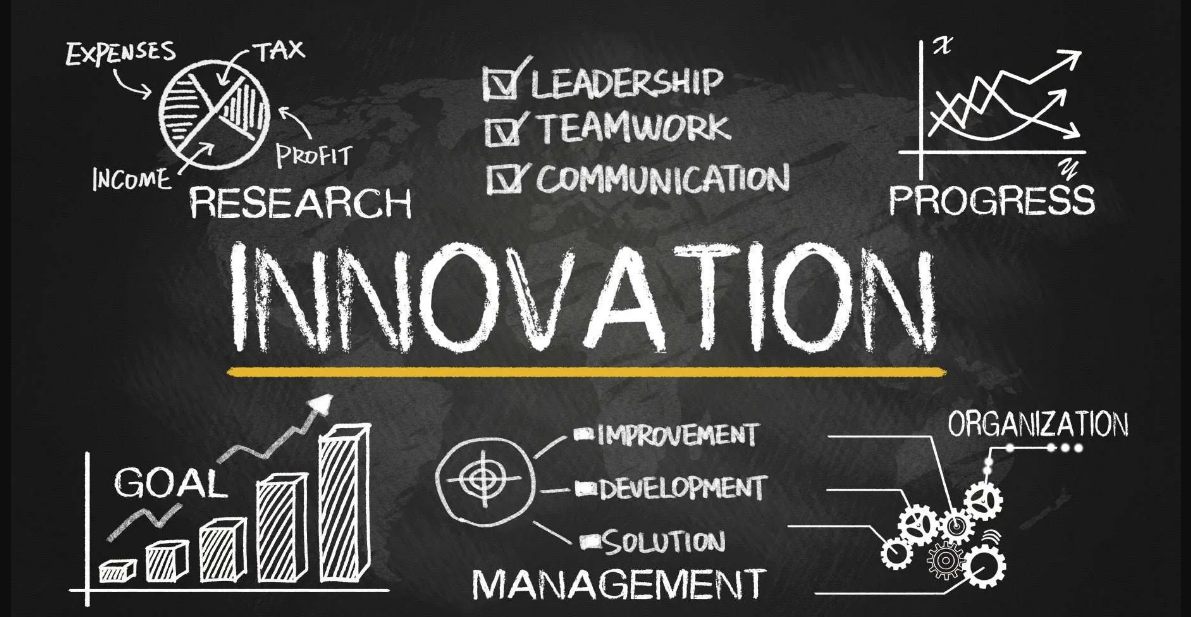 EXPENSES
TAX
INCOME
PROFIT
RESEARCH
LEADERSHIP
TEAMWORK
COMMUNICATION
x
y
PROGRESS
INNOVATION
GOAL
IMPROVEMENT
DEVELOPMENT
SOLUTION
MANAGEMENT
ORGANIZATION